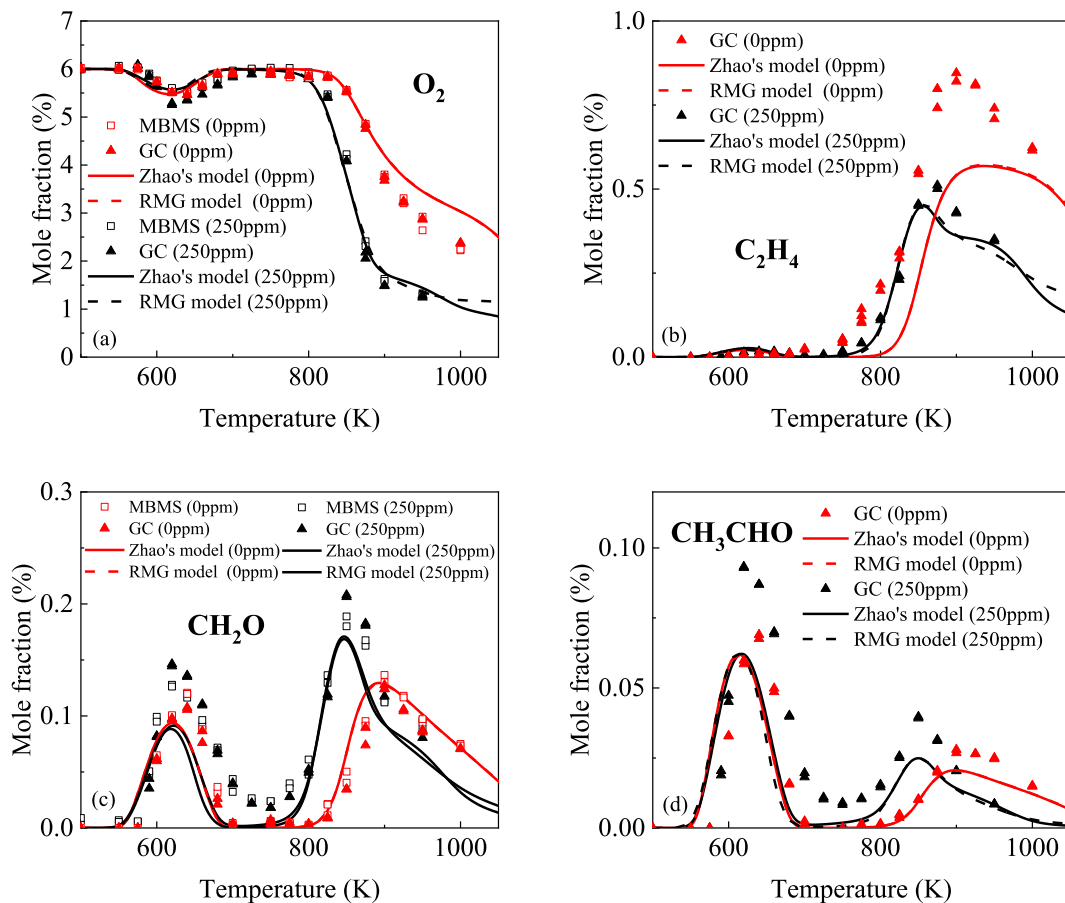 7
6
5
4
3
2
1
0
Mole fraction (%)
O2
MBMS (0ppm)
GC (0ppm)
Zhao's model (0ppm)
RMG model (0ppm)
MBMS (250ppm)
GC (250ppm)
Zhao's model (250ppm)
RMG model (250ppm)
(a)
600
800
1000
Temperature (K)
1.0
0.5
0.0
Mole fraction (%)
GC (0ppm)
Zhao's model (0ppm)
RMG model (0ppm)
GC (250ppm)
Zhao's model (250ppm)
RMG model (250ppm)
C2H4
(b)
600
800
1000
Temperature (K)
0.3
0.2
0.1
0.0
Mole fraction (%)
MBMS (0ppm)
GC (0ppm)
Zhao's model (0ppm)
RMG model (0ppm)
MBMS (250ppm)
GC (250ppm)
Zhao's model (250ppm)
RMG model (250ppm)
CH2O
(c)
600
800
1000
Temperature (K)
0.10
0.05
0.00
Mole fraction (%)
CH3CHO
GC (0ppm)
Zhao's model (0ppm)
RMG model (0ppm)
GC (250ppm)
Zhao's model (250ppm)
RMG model (250ppm)
(d)
600
800
1000
Temperature (K)